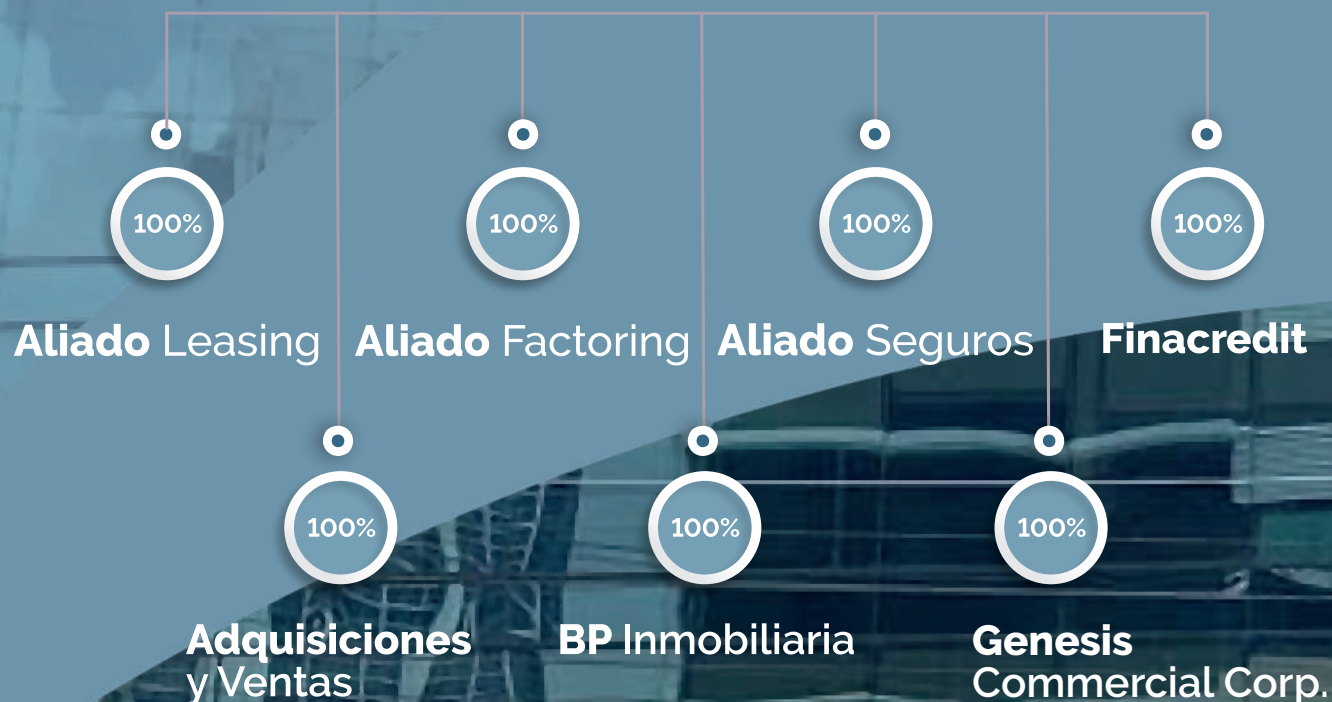 100% 100% 100% 100%
Aliado Leasing Aliado Factoring Aliado Seguros Finacredit
100% 100% 100%
Adquisiciones BP Inmobiliaria Genesis
y Ventas Commercial Corp.